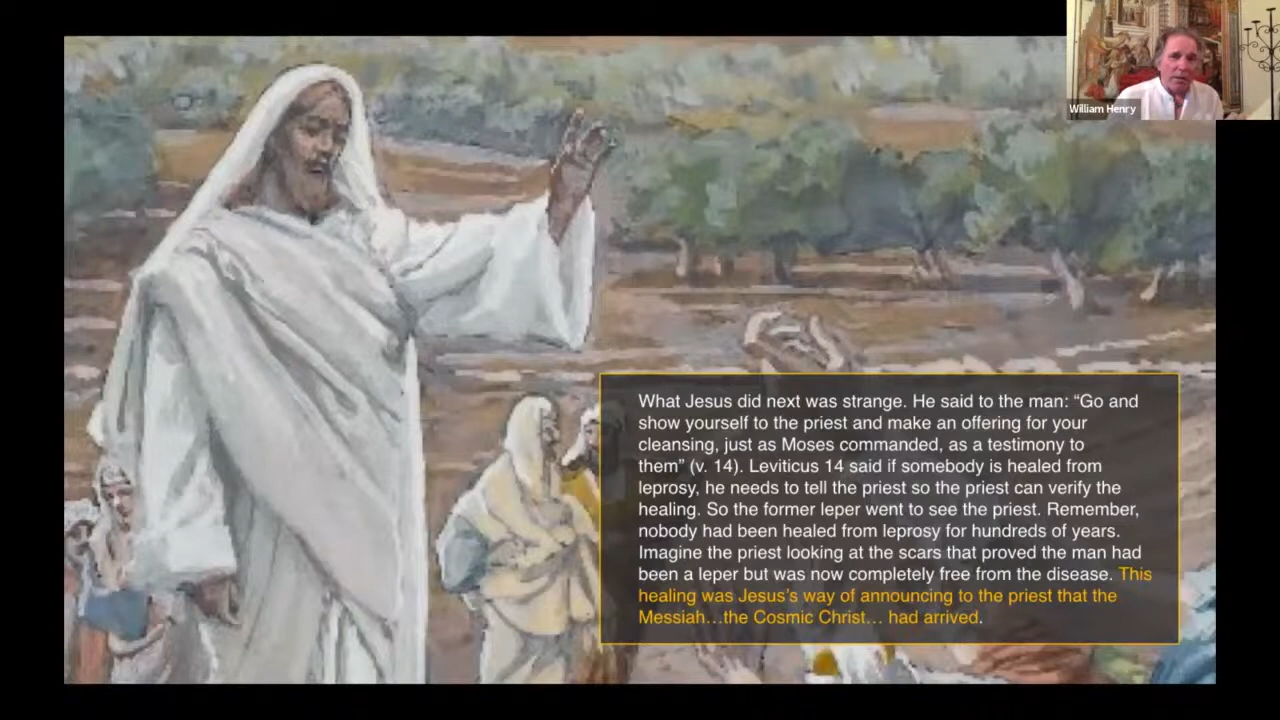 William Henry
What Jesus did next was strange. He said to the man: “Go and
show yourself to the priest and make an offering for your
cleansing, just as Moses commanded, as a testimony to
them” (v. 14). Leviticus 14 said if somebody is healed from
leprosy, he needs to tell the priest so the priest can verify the
healing. So the former leper went to see the priest. Remember,
nobody had been healed from leprosy for hundreds of years.
Imagine the priest looking at the scars that proved the man had
been a leper but was now completely free from the disease. This
healing was Jesus’s way of announcing to the priest that the
Messiah…the Cosmic Christ… had arrived.